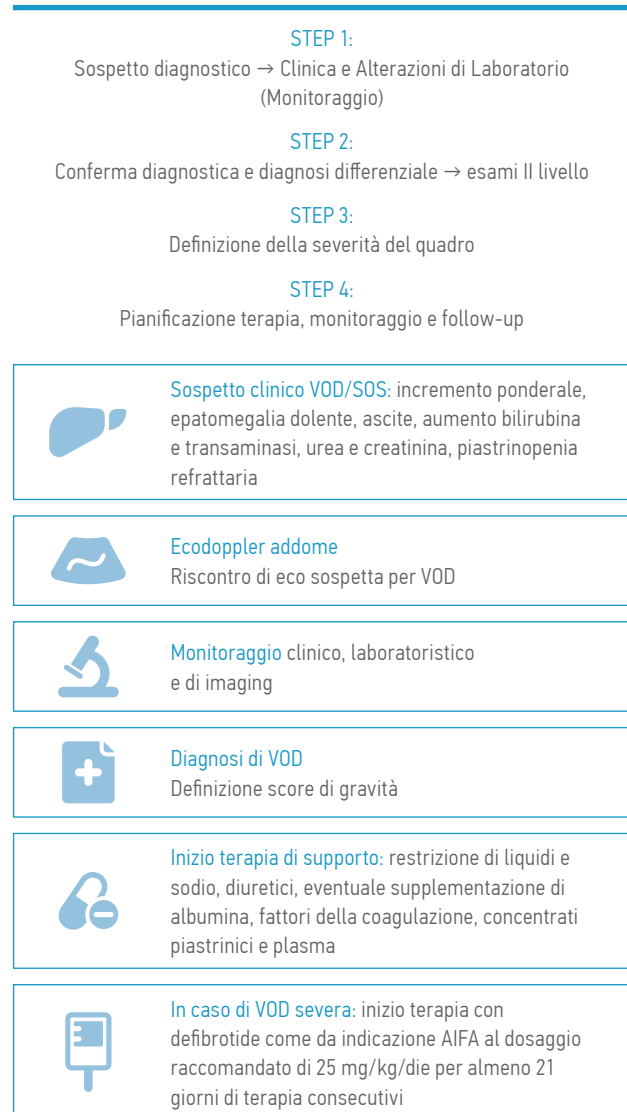 STEP 1:
Sospetto diagnostico → Clinica e Alterazioni di Laboratorio
(Monitoraggio)
STEP 2:
Conferma diagnostica e diagnosi differenziale → esami II livello
STEP 3:
Definizione della severità del quadro
STEP 4:
Pianificazione terapia, monitoraggio e follow-up
Sospetto clinico VOD/SOS: incremento ponderale,
epatomegalia dolente, ascite, aumento bilirubina
e transaminasi, urea e creatinina, piastrinopenia
refrattaria
Ecodoppler addome
Riscontro di eco sospetta per VOD
Monitoraggio clinico, laboratoristico
e di imaging
Diagnosi di VOD
Definizione score di gravità
Inizio terapia di supporto: restrizione di liquidi e
sodio, diuretici, eventuale supplementazione di
albumina, fattori della coagulazione, concentrati
piastrinici e plasma
In caso di VOD severa: inizio terapia con
defibrotide come da indicazione AIFA al dosaggio
raccomandato di 25 mg/kg/die per almeno 21
giorni di terapia consecutivi